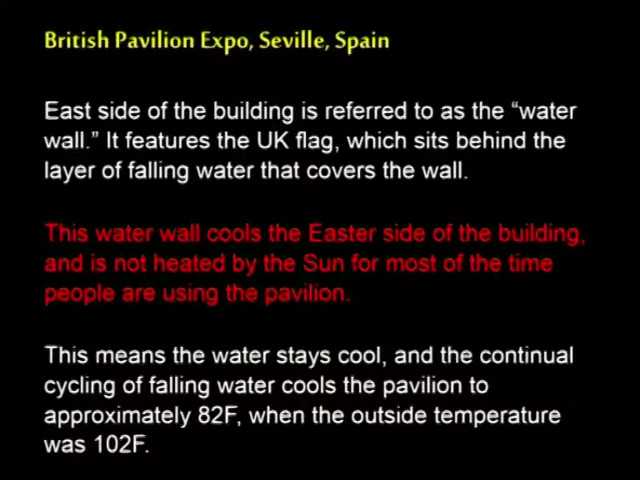 British Pavilion Expo, Seville, Spain
East side of the building is referred to as the “water
wall.” It features the UK flag, which sits behind the
layer of falling water that covers the wall.
This water wall cools the Easter side of the building,
and is not heated by the Sun for most of the time
people are using the pavilion.
This means the water stays cool, and the continual
cycling of falling water cools the pavilion to
approximately 82F, when the outside temperature
was 102F.